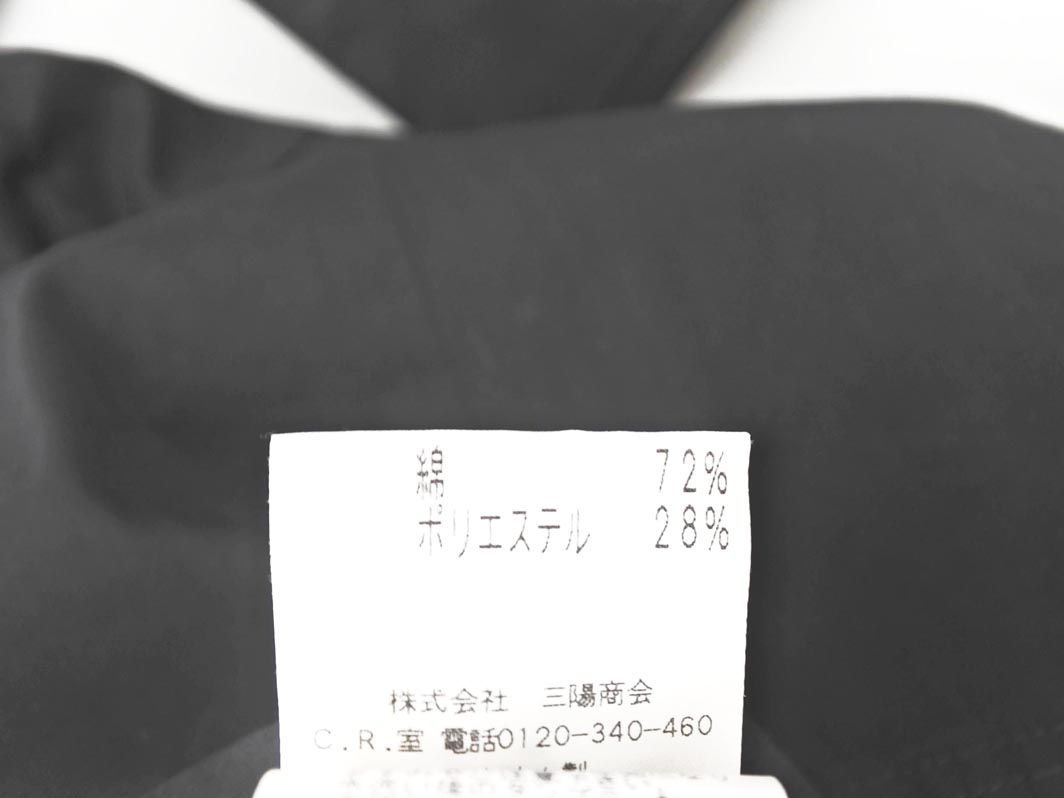 綿 72%
ポリエステル 28%
株式会社 三陽商会
C.R.室 電話0120-340-460
製